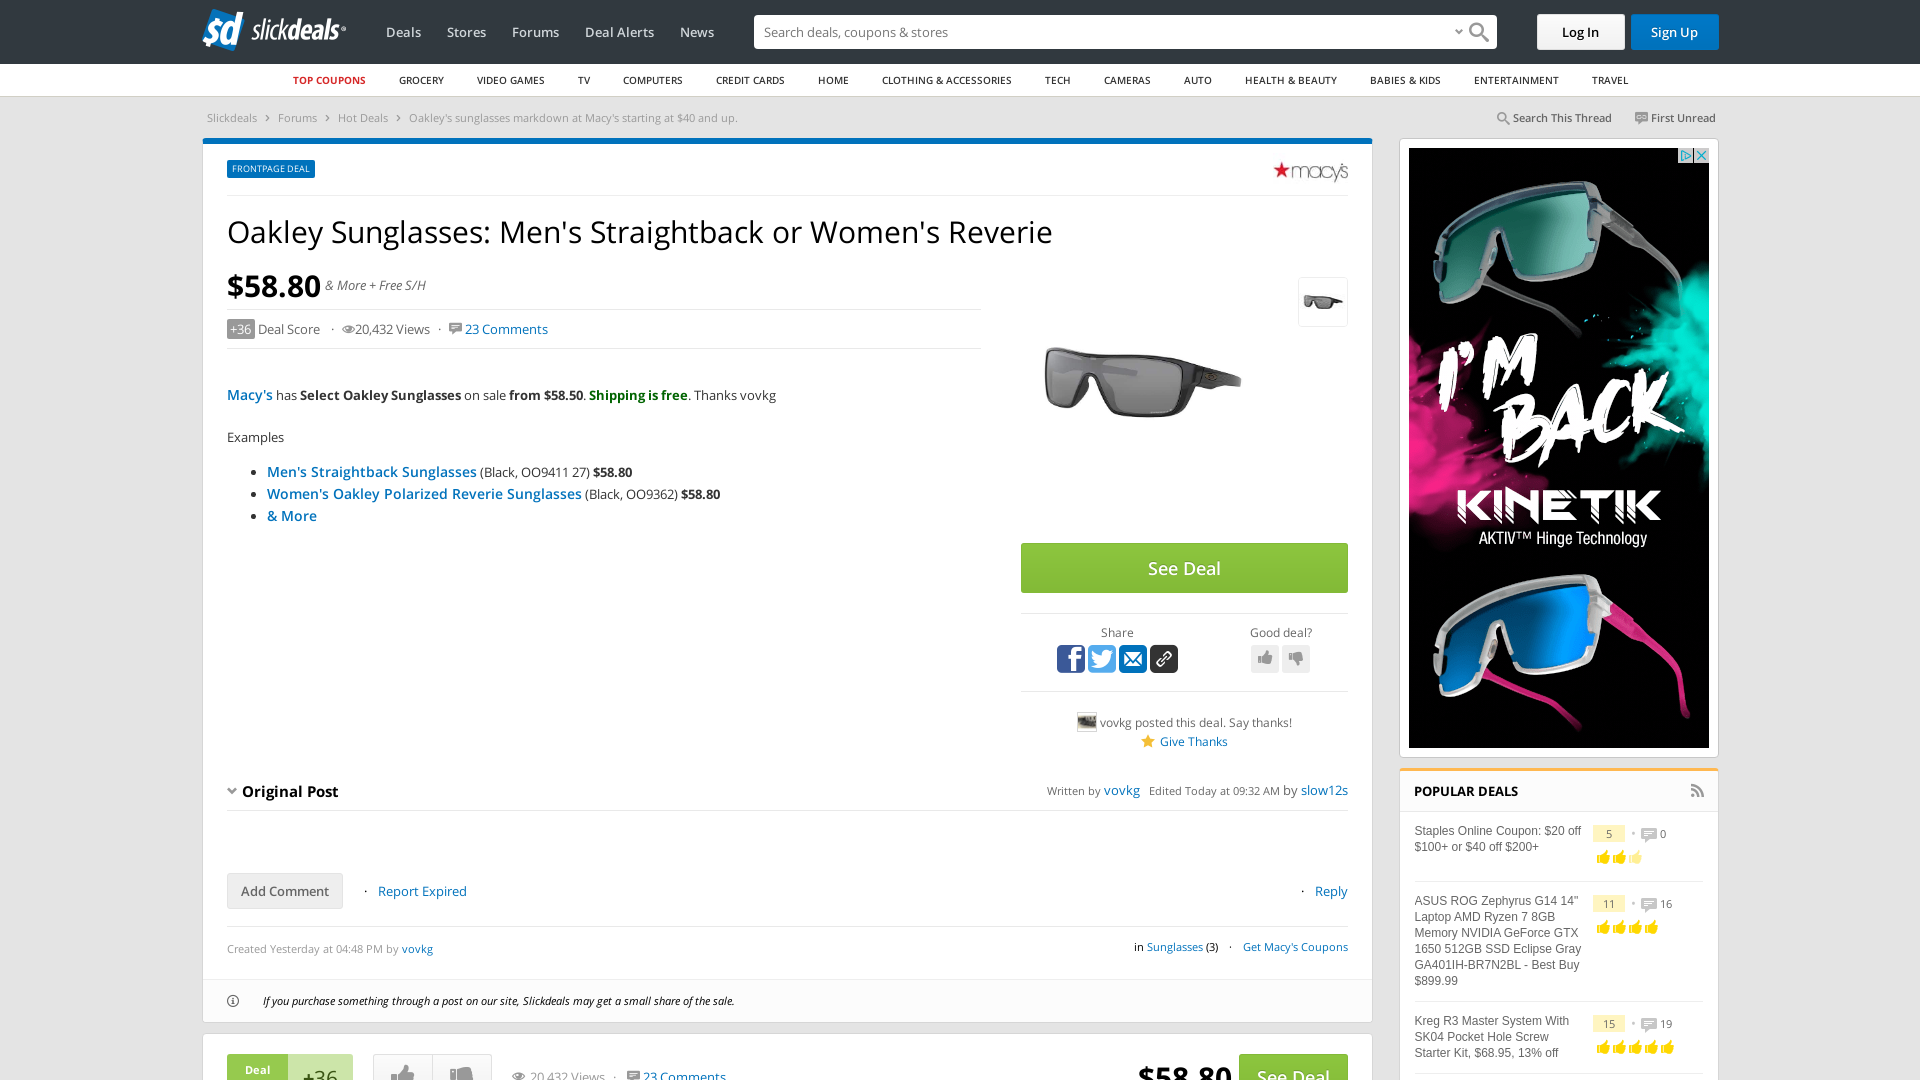 $d slickdeals
Deals
Stores
Forums
Deal Alerts
News
Search deals, coupons & stores
Log In
Sign Up
TOP COUPONS
GROCERY
VIDEO GAMES
TV
COMPUTERS
CREDIT CARDS
HOME
CLOTHING & ACCESSORIES
TECH
CAMERAS
AUTO
HEALTH & BEAUTY
BABIES & KIDS
ENTERTAINMENT
TRAVEL
Slickdeals › Forums › Hot Deals › Oakley's sunglasses markdown at Macy's starting at $40 and up.
Search This Thread
First Unread
FRONTPAGE DEAL
macy's
Oakley Sunglasses: Men's Straightback or Women's Reverie
$58.80 & More + Free S/H
+36 Deal Score · 20,432 Views · 23 Comments
Macy's has Select Oakley Sunglasses on sale from $58.50. Shipping is free. Thanks vovkg
Examples
• Men's Straightback Sunglasses (Black, OO9411 27) $58.80
• Women's Oakley Polarized Reverie Sunglasses (Black, OO9362) $58.80
• & More
See Deal
Share
Good deal?
vovkg posted this deal. Say thanks!
Give Thanks
Original Post
Written by vovkg Edited Today at 09:32 AM by slow12s
Add Comment · Report Expired
· Reply
Created Yesterday at 04:48 PM by vovkg
in Sunglasses (3) · Get Macy's Coupons
If you purchase something through a post on our site, Slickdeals may get a small share of the sale.
Deal
+36
20,432 Views · 23 Comments
$58.80
See Deal
I'M
BACK
KINETIK
AKTIV™ Hinge Technology
POPULAR DEALS
Staples Online Coupon: $20 off
$100+ or $40 off $200+
5 • 0
ASUS ROG Zephyrus G14 14"
Laptop AMD Ryzen 7 8GB
Memory NVIDIA GeForce GTX
1650 512GB SSD Eclipse Gray
GA401IH-BR7N2BL - Best Buy
$899.99
11 • 16
Kreg R3 Master System With
SK04 Pocket Hole Screw
Starter Kit, $68.95, 13% off
15 • 19